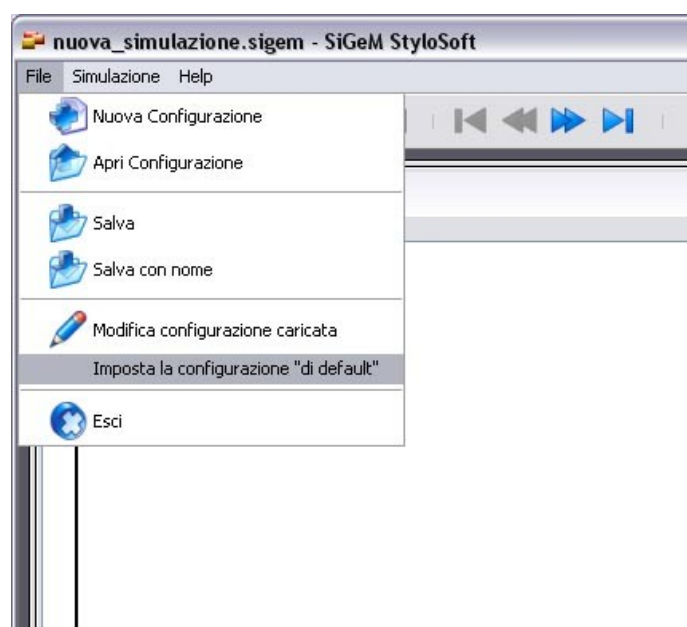 nuova_simulazione.sigem - SiGeM StyloSoft
File Simulazione Help
Nuova Configurazione
Apri Configurazione
Salva
Salva con nome
Modifica configurazione caricata
Imposta la configurazione "di default"
Esci